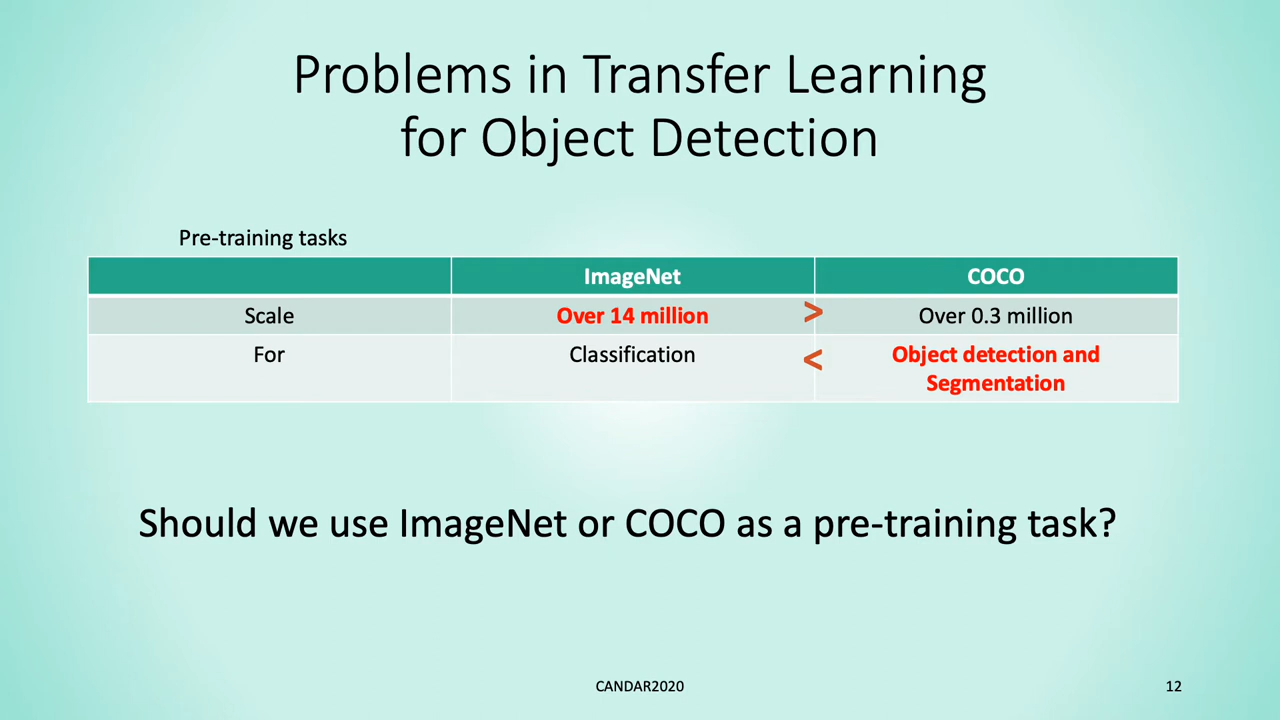 Problems in Transfer Learning
for Object Detection
Pre-training tasks
ImageNet COCO
Scale Over 14 million > Over 0.3 million
For Classification < Object detection and
Segmentation
Should we use ImageNet or COCO as a pre-training task?
CANDAR2020 12